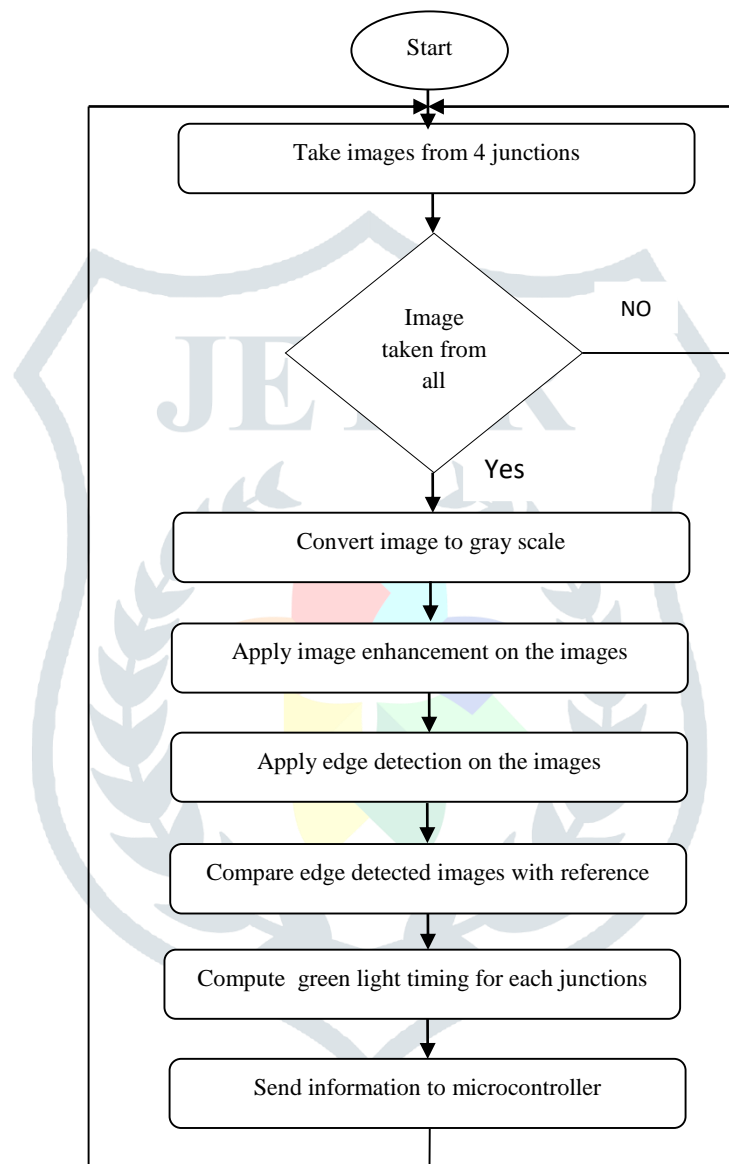 Start
Take images from 4 junctions
Image
taken from
all
NO
Yes
Convert image to gray scale
Apply image enhancement on the images
Apply edge detection on the images
Compare edge detected images with reference
Compute green light timing for each junctions
Send information to microcontroller